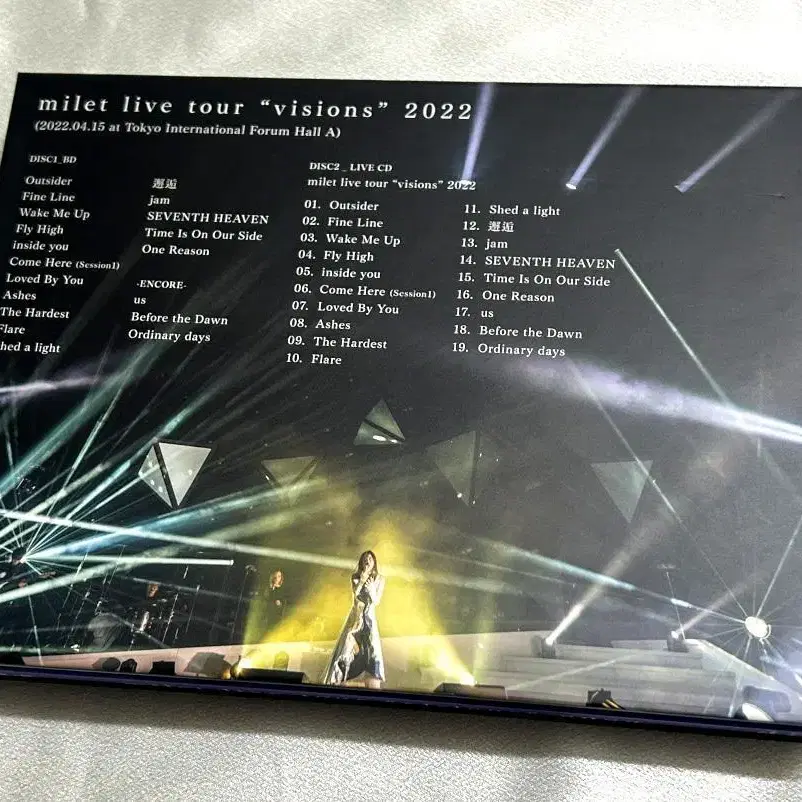 milet live tour “visions” 2022
(2022.04.15 at Tokyo International Forum Hall A)
DISC1_BD
Outsider
Fine Line
Wake Me Up
Fly High
inside you
Come Here (Session1)
Loved By You
Ashes
The Hardest
Flare
hed a light
邂逅
jam
SEVENTH HEAVEN
Time Is On Our Side
One Reason
-ENCORE-
us
Before the Dawn
Ordinary days
DISC2_ LIVE CD
milet live tour “visions” 2022
01. Outsider
02. Fine Line
03. Wake Me Up
04. Fly High
05. inside you
06. Come Here (Session1)
07. Loved By You
08. Ashes
09. The Hardest
10. Flare
11. Shed a light
12. 邂逅
13. jam
14. SEVENTH HEAVEN
15. Time Is On Our Side
16. One Reason
17. us
18. Before the Dawn
19. Ordinary days